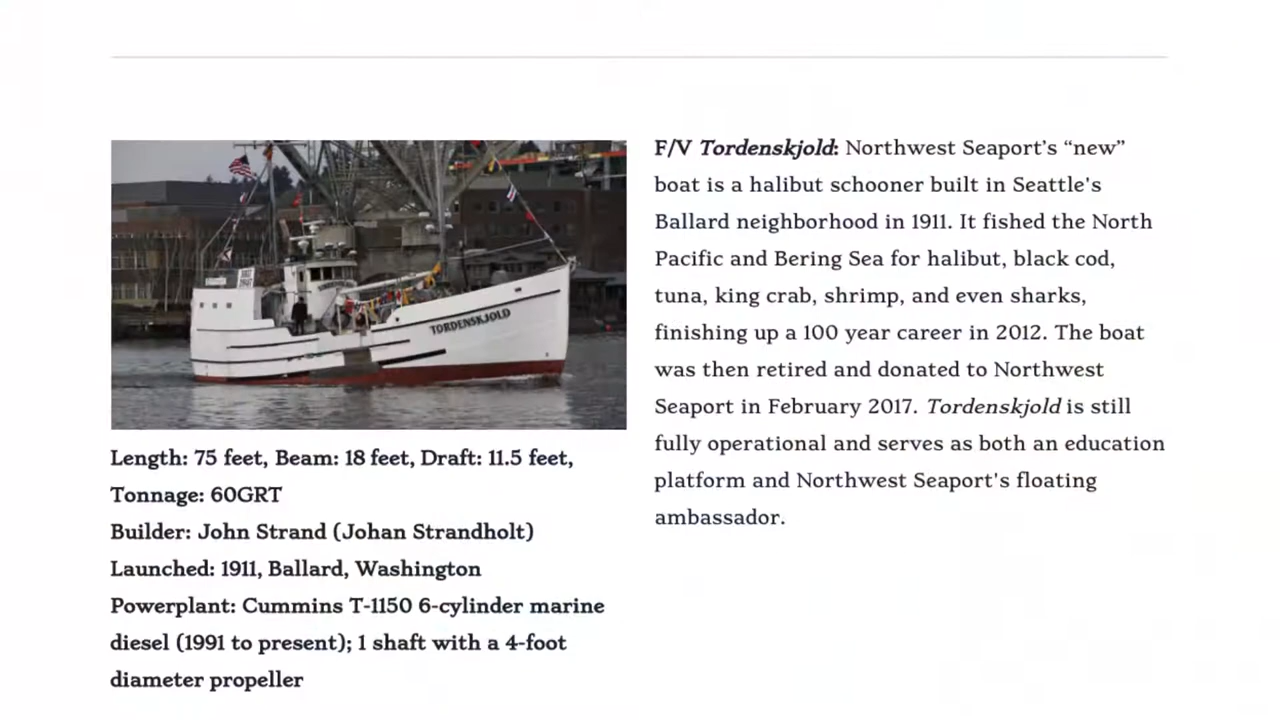 TORDENSKJOLD
Length: 75 feet, Beam: 18 feet, Draft: 11.5 feet,
Tonnage: 60GRT
Builder: John Strand (Johan Strandholt)
Launched: 1911, Ballard, Washington
Powerplant: Cummins T-1150 6-cylinder marine
diesel (1991 to present); 1 shaft with a 4-foot
diameter propeller
F/V Tordenskjold: Northwest Seaport's “new”
boat is a halibut schooner built in Seattle's
Ballard neighborhood in 1911. It fished the North
Pacific and Bering Sea for halibut, black cod,
tuna, king crab, shrimp, and even sharks,
finishing up a 100 year career in 2012. The boat
was then retired and donated to Northwest
Seaport in February 2017. Tordenskjold is still
fully operational and serves as both an education
platform and Northwest Seaport's floating
ambassador.